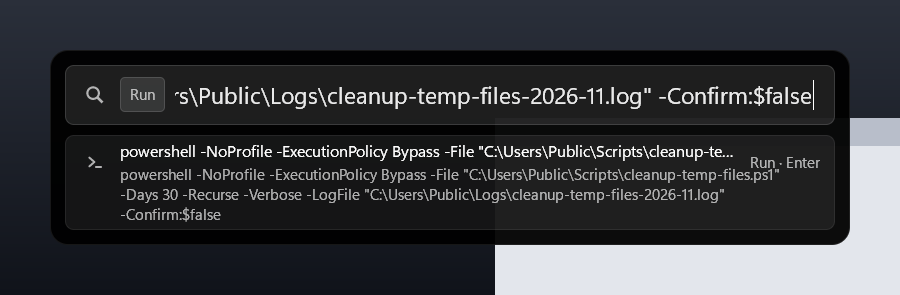 Run rs\Public\Logs\cleanup-temp-files-2026-11.log" -Confirm:$false
powershell -NoProfile -ExecutionPolicy Bypass -File "C:\Users\Public\Scripts\cleanup-te...
Run · Enter
powershell -NoProfile -ExecutionPolicy Bypass -File "C:\Users\Public\Scripts\cleanup-temp-files.ps1"
-Days 30 -Recurse -Verbose -LogFile "C:\Users\Public\Logs\cleanup-temp-files-2026-11.log"
-Confirm:$false